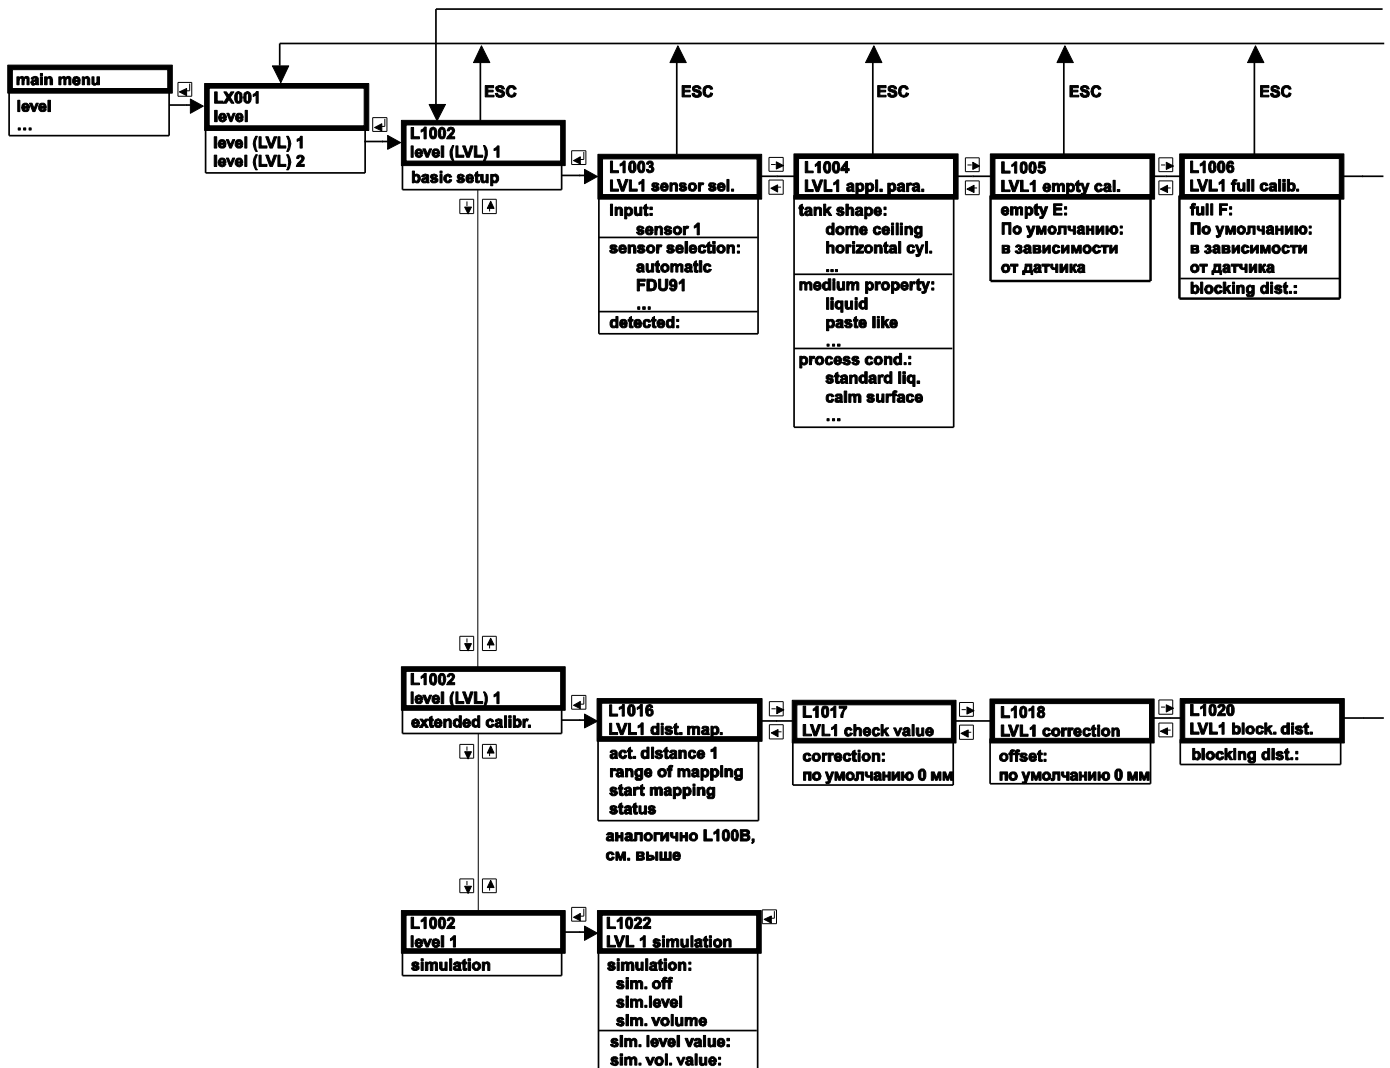 main menu
level
...
LX001
level
level (LVL) 1
level (LVL) 2
L1002
level (LVL) 1
basic setup
ESC
ESC
ESC
ESC
ESC
L1003
LVL1 sensor sel.
input:
sensor 1
sensor selection:
automatic
FDU91
...
detected:
L1004
LVL1 appl. para.
tank shape:
dome ceiling
horizontal cyl.
...
medium property:
liquid
paste like
...
process cond.:
standard liq.
calm surface
...
L1005
LVL1 empty cal.
empty E:
По умолчанию:
в зависимости
от датчика
L1006
LVL1 full calib.
full F:
По умолчанию:
в зависимости
от датчика
blocking dist.:
L1002
level (LVL) 1
extended calibr.
L1016
LVL1 dist. map.
act. distance 1
range of mapping
start mapping
status
аналогично L100B,
см. выше
L1017
LVL1 check value
correction:
по умолчанию 0 мм
L1018
LVL1 correction
offset:
по умолчанию 0 мм
L1020
LVL1 block. dist.
blocking dist.:
L1002
level 1
simulation
L1022
LVL 1 simulation
simulation:
sim. off
sim.level
sim. volume
sim. level value:
sim. vol. value: